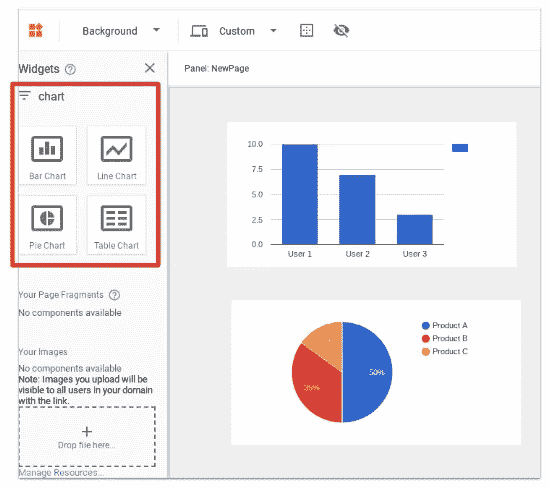 Background
Custom
Widgets
Panel: NewPage
chart
Bar Chart
Line Chart
Pie Chart
Table Chart
Your Page Fragments
No components available
Your Images
No components available
Note: Images you upload will be
visible to all users in your domain
with the link.
Drop file here...
Manage Resources...
10.0
7.5
5.0
2.5
0.0
User 1
User 2
User 3
Product A
Product B
Product C
50%
35%